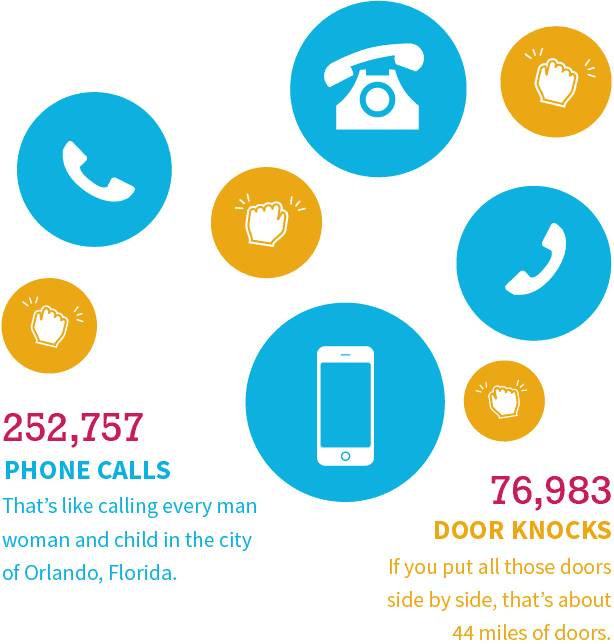 252,757
PHONE CALLS
That’s like calling every man
woman and child in the city
of Orlando, Florida.
76,983
DOOR KNOCKS
If you put all those doors
side by side, that’s about
44 miles of doors.